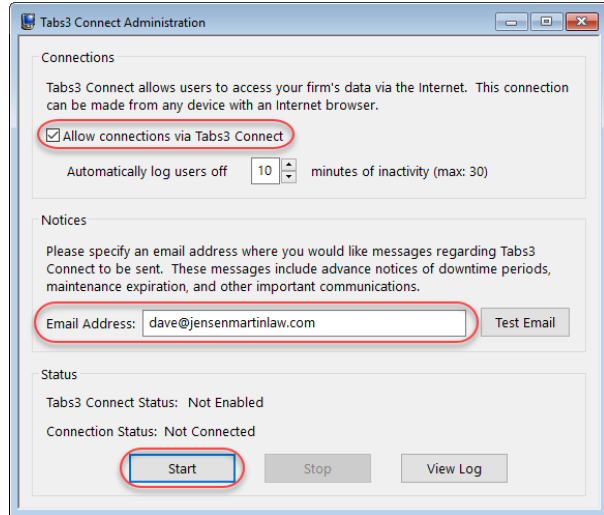 Tabs3 Connect Administration
Connections
Tabs3 Connect allows users to access your firm's data via the Internet. This connection
can be made from any device with an Internet browser.
Allow connections via Tabs3 Connect
Automatically log users off 10 minutes of inactivity (max: 30)
Notices
Please specify an email address where you would like messages regarding Tabs3
Connect to be sent. These messages include advance notices of downtime periods,
maintenance expiration, and other important communications.
Email Address: dave@jensenmartinlaw.com Test Email
Status
Tabs3 Connect Status: Not Enabled
Connection Status: Not Connected
Start Stop View Log